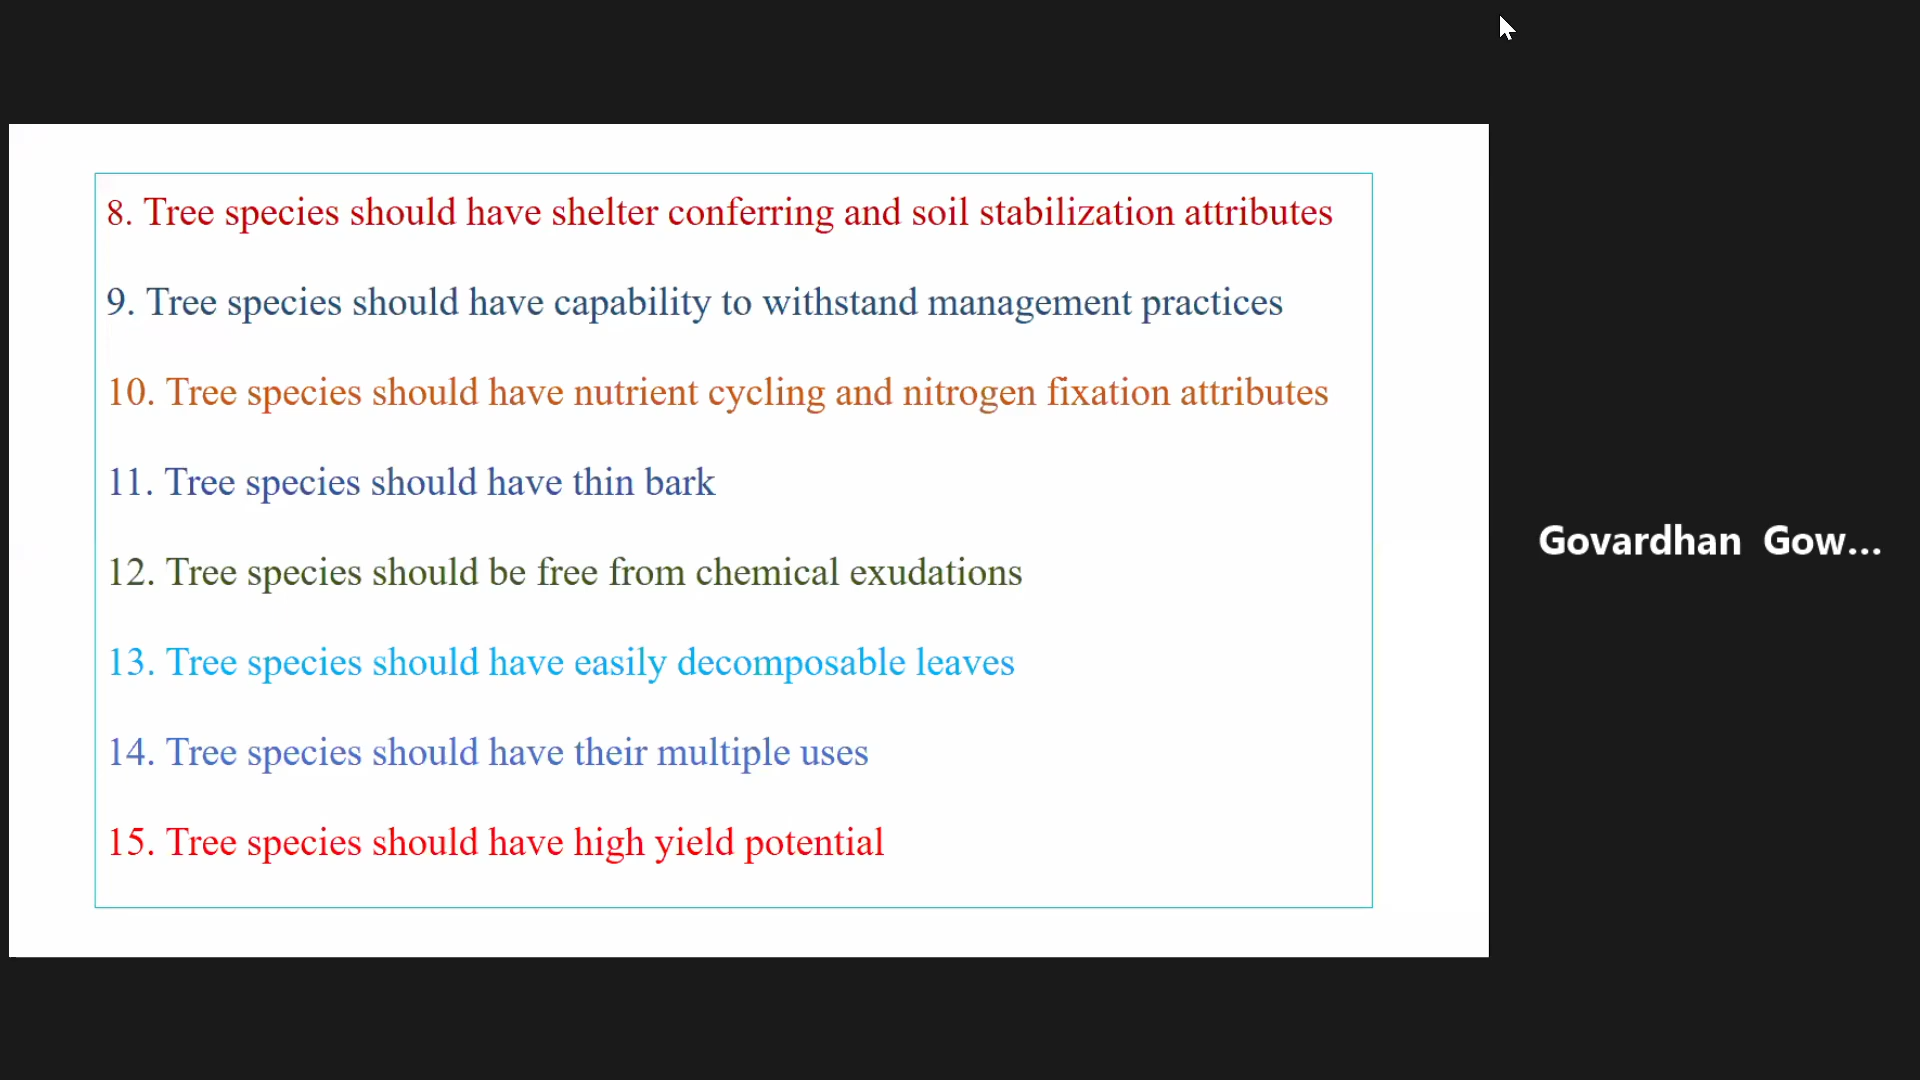 8. Tree species should have shelter conferring and soil stabilization attributes
9. Tree species should have capability to withstand management practices
10. Tree species should have nutrient cycling and nitrogen fixation attributes
11. Tree species should have thin bark
12. Tree species should be free from chemical exudations
13. Tree species should have easily decomposable leaves
14. Tree species should have their multiple uses
15. Tree species should have high yield potential
Govardhan Gow...